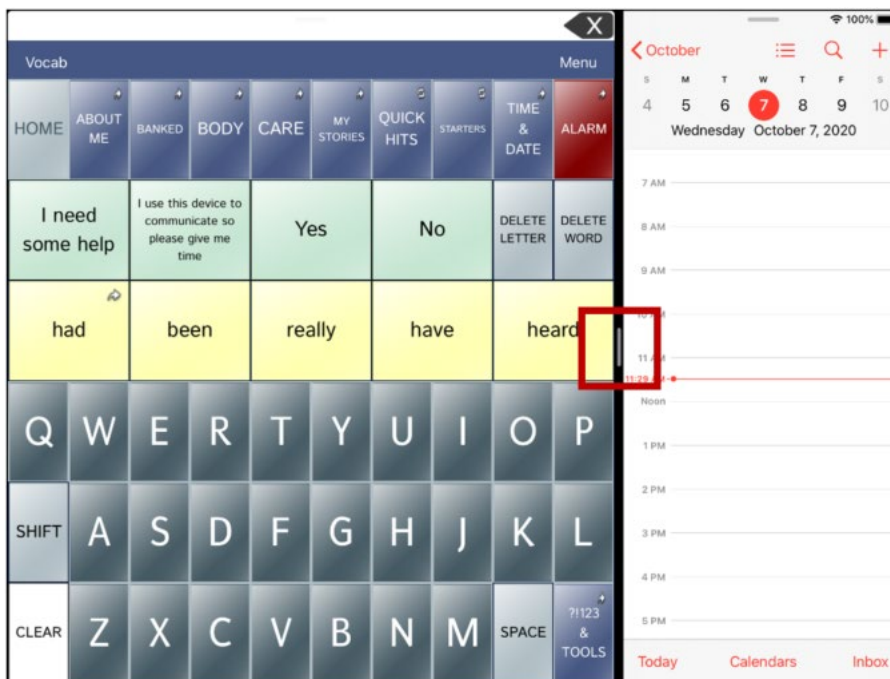 X
100%
Vocab
Menu
HOME
ABOUT
ME
BANKED
BODY
CARE
MY
STORIES
QUICK
HITS
STARTERS
TIME
&
DATE
ALARM
I need
some help
I use this device to
communicate so
please give me
time
Yes
No
DELETE
LETTER
DELETE
WORD
had
been
really
have
heard
Q W E R T Y U I O P
SHIFT A S D F G H J K L
CLEAR Z X C V B N M SPACE
?!123
&
TOOLS
October
S M T W T F S
4 5 6 7 8 9 10
Wednesday October 7, 2020
7 AM
8 AM
9 AM
10 AM
11 AM
11:29 AM
Noon
1 PM
2 PM
3 PM
4 PM
5 PM
Today Calendars Inbox